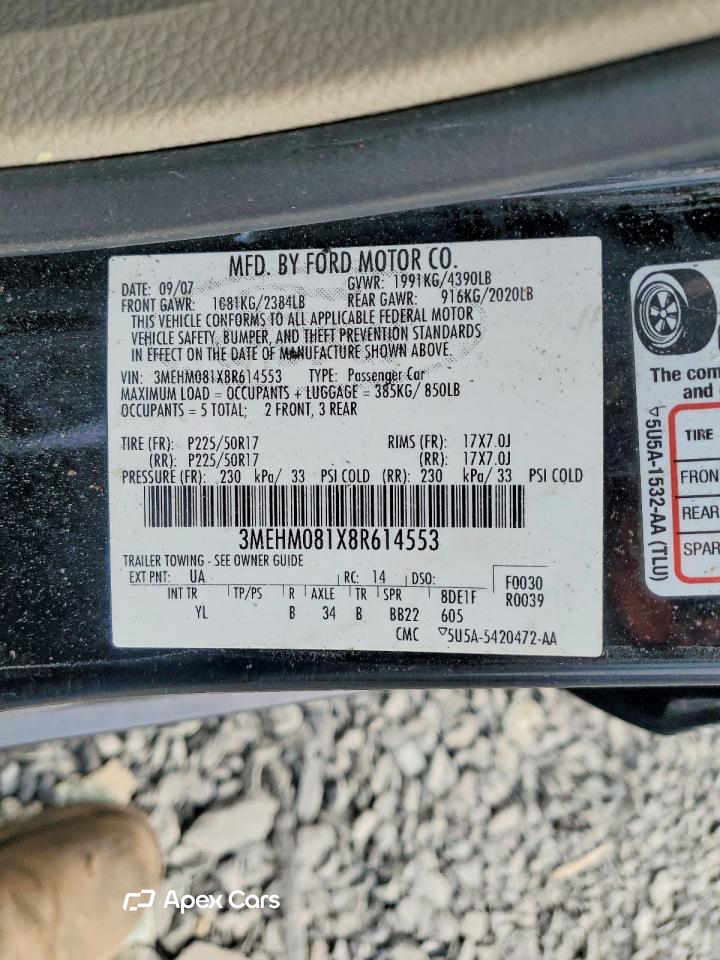 MFD. BY FORD MOTOR CO.
DATE: 09/07 GVWR: 1991KG/4390LB
FRONT GAWR: 1081KG/2384LB REAR GAWR: 916KG/2020LB
THIS VEHICLE CONFORMS TO ALL APPLICABLE FEDERAL MOTOR
VEHICLE SAFETY, BUMPER, AND THEFT PREVENTION STANDARDS
IN EFFECT ON THE DATE OF MANUFACTURE SHOWN ABOVE.
VIN: 3MEHM081X8R614553 TYPE: Passenger Car
MAXIMUM LOAD = OCCUPANTS + LUGGAGE = 385KG/ 850LB
OCCUPANTS = 5 TOTAL; 2 FRONT, 3 REAR
TIRE (FR): P225/50R17 RIMS (FR): 17X7.0J
(RR): P225/50R17 (RR): 17X7.0J
PRESSURE (FR): 230 kPa/ 33 PSI COLD (RR): 230 kPa/ 33 PSI COLD
3MEHM081X8R614553
TRAILER TOWING - SEE OWNER GUIDE
EXT PNT: UA RC: 14 DSO: F0030
INT TR TP/PS R AXLE TR SPR 8DE1F R0039
YL B 34 B BB22 605
CMC ▽5U5A-5420472-AA
The com
and
TIRE
FRON
REAR
SPAR
▽5U5A-1532-AA (TLU)
Apex Cars